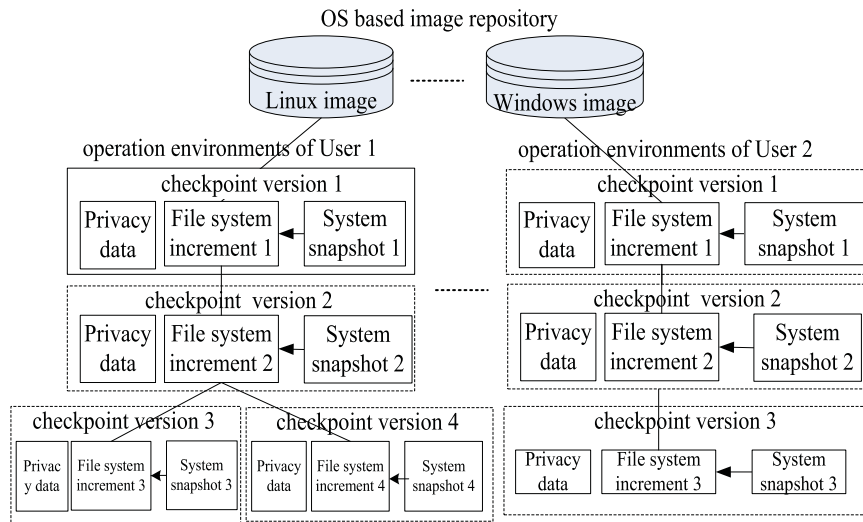 OS based image repository
Linux image
Windows image
operation environments of User 1
checkpoint version 1
Privacy
data
File system
increment 1
System
snapshot 1
checkpoint version 2
Privacy
data
File system
increment 2
System
snapshot 2
checkpoint version 3
Privac
y data
File system
increment 3
System
snapshot 3
checkpoint version 4
Privacy
data
File system
increment 4
System
snapshot 4
operation environments of User 2
checkpoint version 1
Privacy
data
File system
increment 1
System
snapshot 1
checkpoint version 2
Privacy
data
File system
increment 2
System
snapshot 2
checkpoint version 3
Privacy
data
File system
increment 3
System
snapshot 3